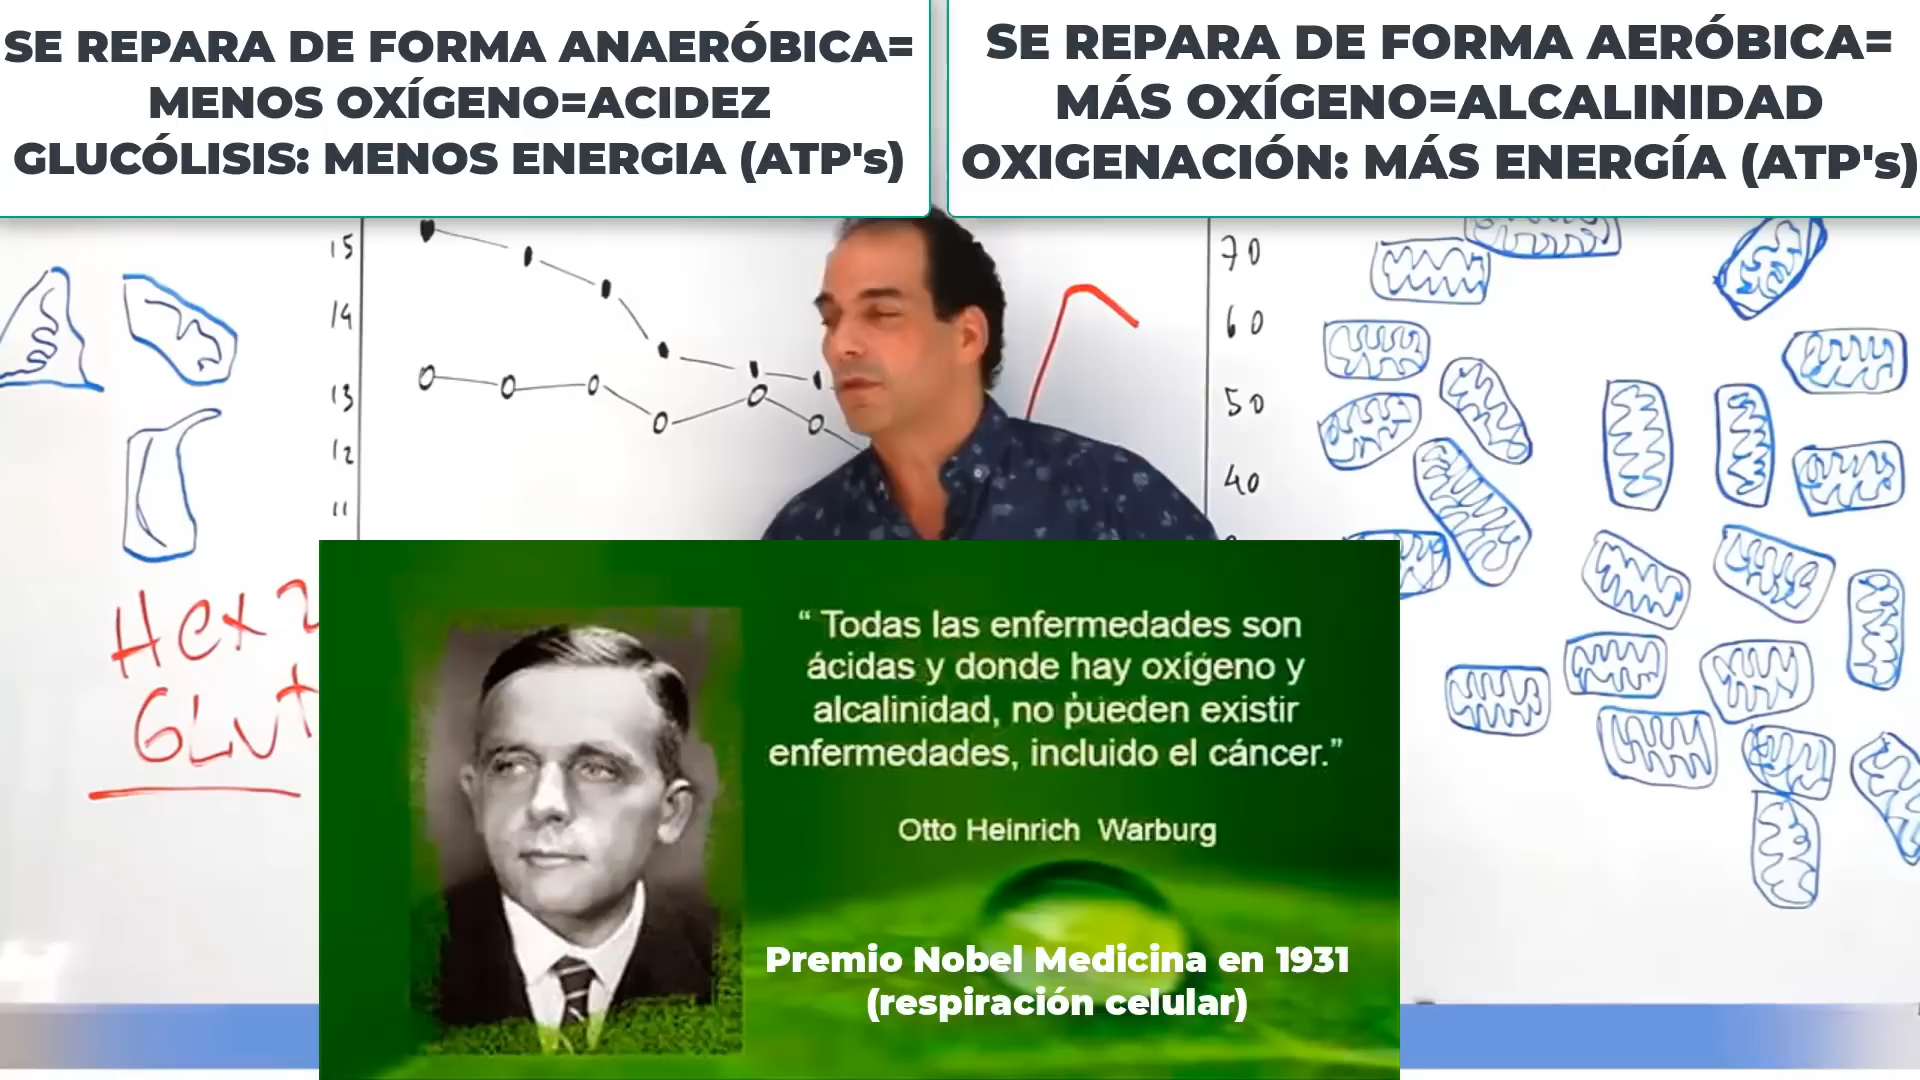 SE REPARA DE FORMA ANAERÓBICA=
MENOS OXÍGENO=ACIDEZ
GLUCÓLISIS: MENOS ENERGIA (ATP's)
SE REPARA DE FORMA AERÓBICA=
MÁS OXÍGENO=ALCALINIDAD
OXIGENACIÓN: MÁS ENERGÍA (ATP's)
15
14
13
12
11
70
60
50
40
Hex 2
GLUT
“ Todas las enfermedades son
ácidas y donde hay oxígeno y
alcalinidad, no pueden existir
enfermedades, incluido el cáncer.”
Otto Heinrich Warburg
Premio Nobel Medicina en 1931
(respiración celular)